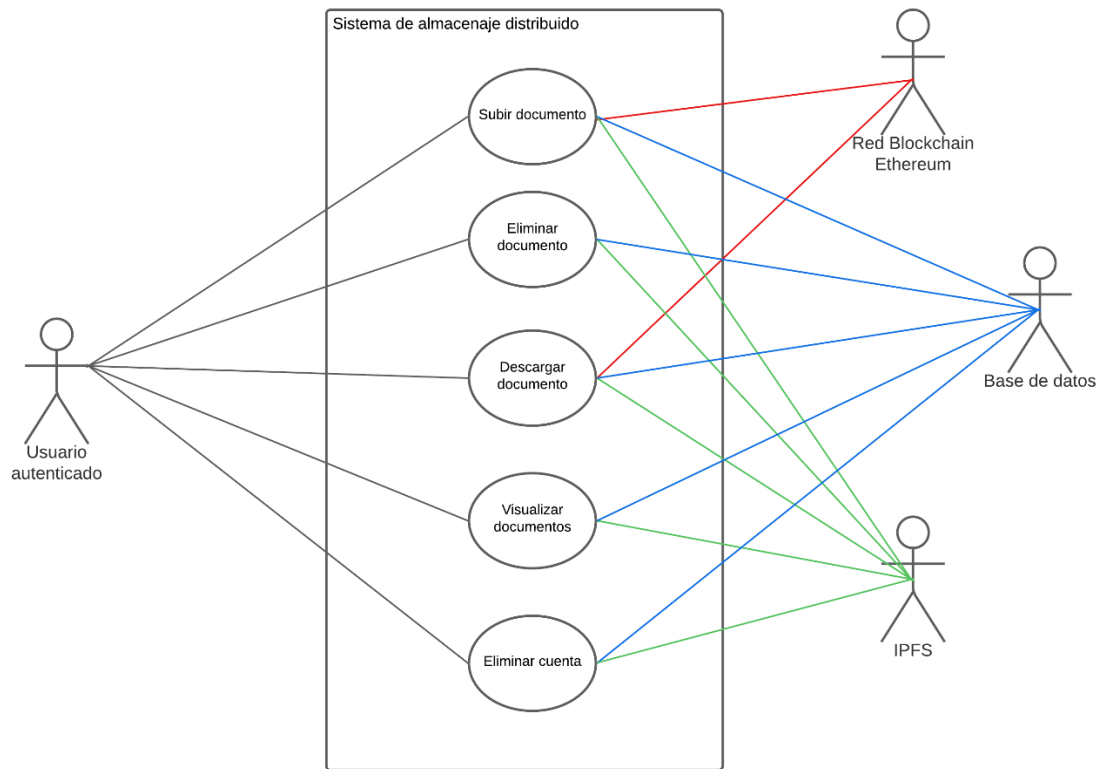 Sistema de almacenaje distribuido
Subir documento
Red Blockchain
Ethereum
Eliminar
documento
Descargar
documento
Base de datos
Usuario
autenticado
Visualizar
documentos
IPFS
Eliminar cuenta